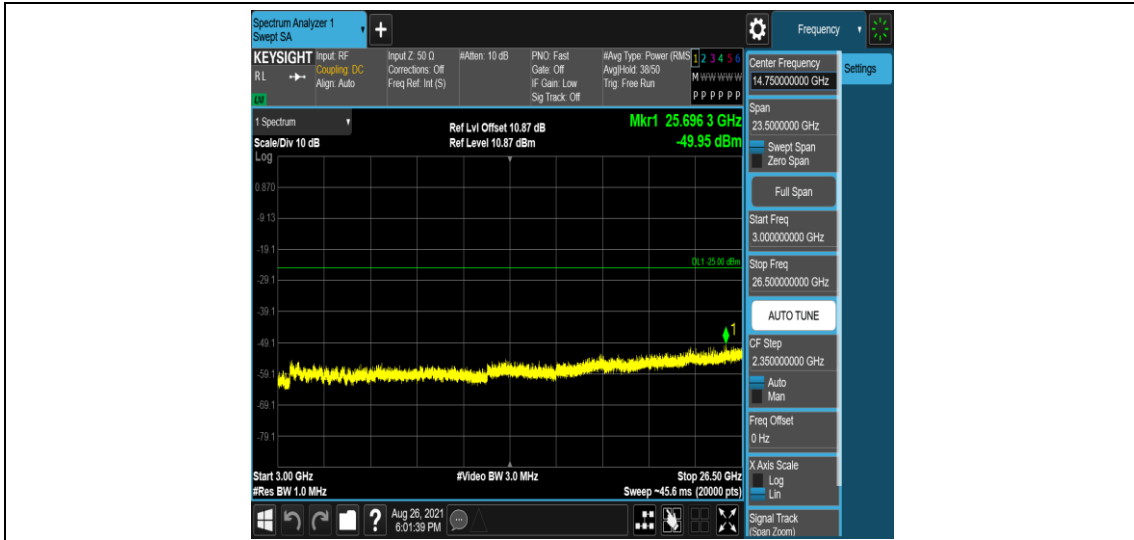 Spectrum Analyzer 1
Swept SA
Frequency
KEYSIGHT
Input: RF
Coupling: DC
Align: Auto
Input Z: 50 Ω
Corrections: Off
Freq Ref: Int (S)
#Atten: 10 dB
PNO: Fast
Gate: Off
IF Gain: Low
Sig Track: Off
#Avg Type: Power (RMS
Avg|Hold: 38/50
Trig: Free Run
1 2 3 4 5 6
M W W W W W
P P P P P P
R L
1 Spectrum
Scale/Div 10 dB
Log
Ref Lvl Offset 10.87 dB
Ref Level 10.87 dBm
Mkr1 25.696 3 GHz
-49.95 dBm
0.870
-9.13
-19.1
DL1 -25.00 dBm
-29.1
-39.1
1
-49.1
-59.1
-69.1
-79.1
Start 3.00 GHz
#Res BW 1.0 MHz
#Video BW 3.0 MHz
Stop 26.50 GHz
Sweep ~45.6 ms (20000 pts)
Aug 26, 2021
6:01:39 PM
Center Frequency
14.750000000 GHz
Settings
Span
23.5000000 GHz
Swept Span
Zero Span
Full Span
Start Freq
3.000000000 GHz
Stop Freq
26.500000000 GHz
AUTO TUNE
CF Step
2.350000000 GHz
Auto
Man
Freq Offset
0 Hz
X Axis Scale
Log
Lin
Signal Track
(Span Zoom)